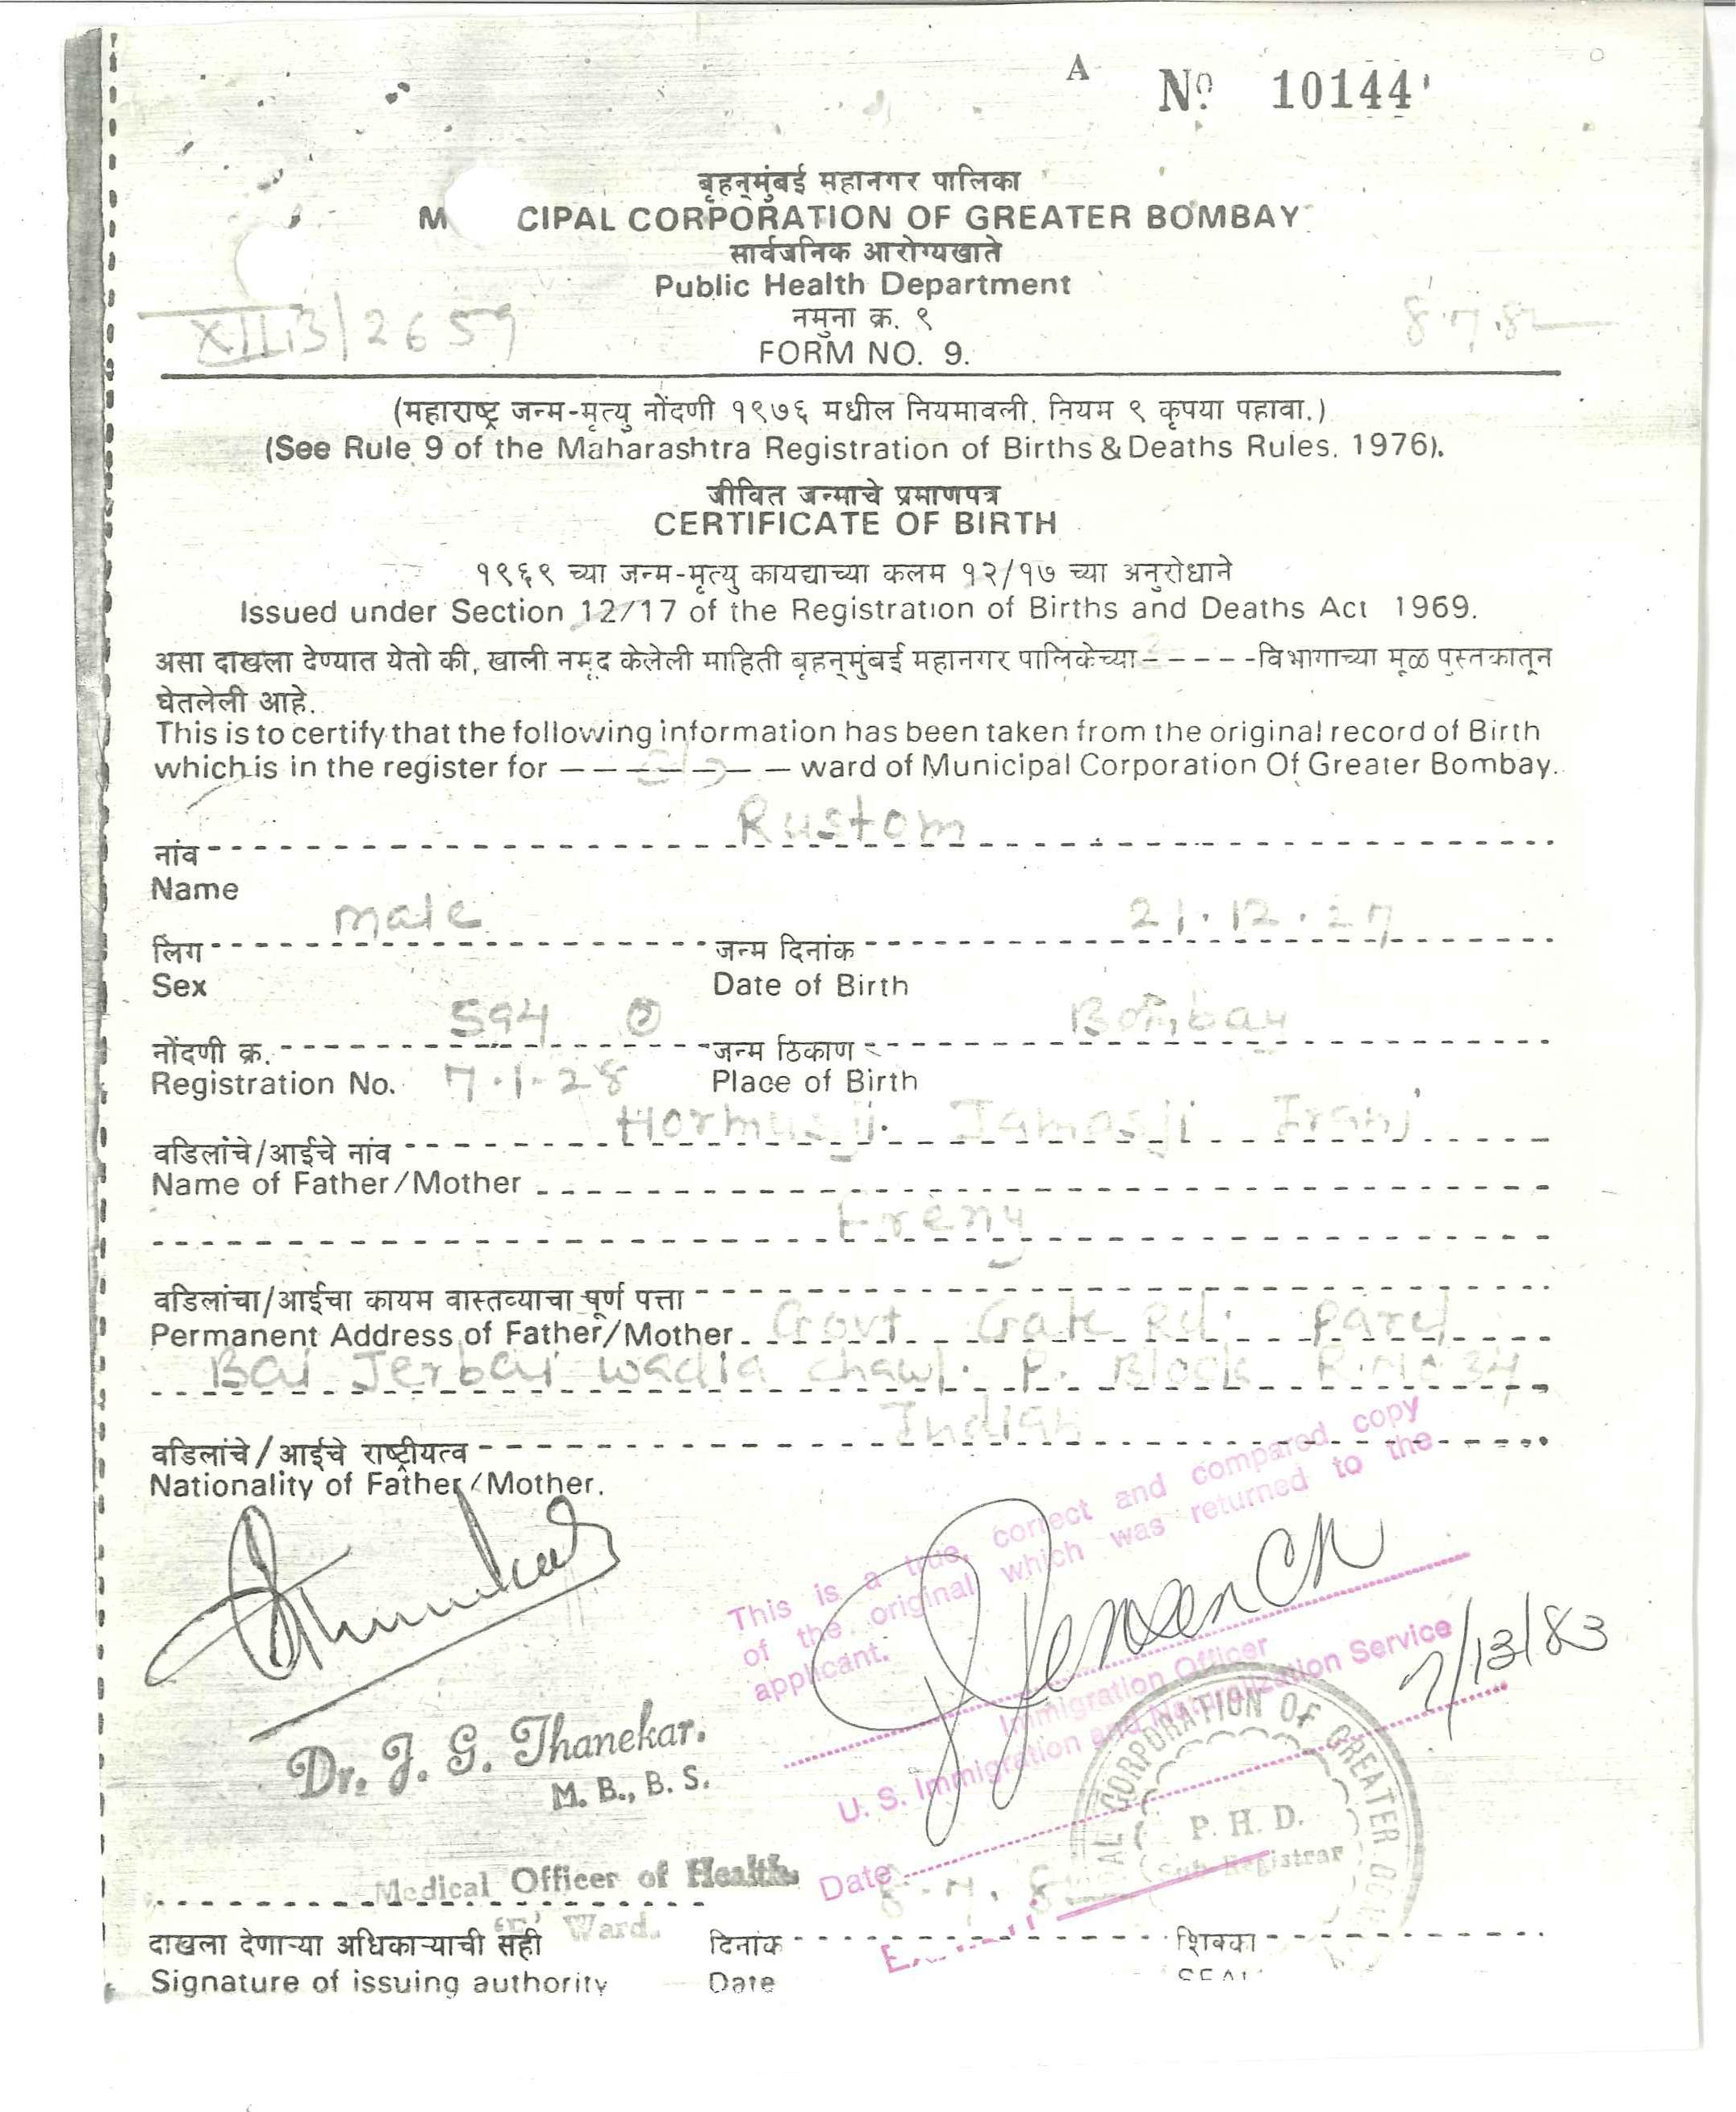 A Nº 10144
बृहन्मुंबई महानगर पालिका
M CIPAL CORPORATION OF GREATER BOMBAY
सार्वजनिक आरोग्यखाते
Public Health Department
नमुना क्र. ९
XII.3/2659 8.7.82
FORM NO. 9.
(महाराष्ट्र जन्म-मृत्यु नोंदणी १९७६ मधील नियमावली. नियम ९ कृपया पहावा.)
(See Rule 9 of the Maharashtra Registration of Births & Deaths Rules. 1976).
जीवित जन्माचे प्रमाणपत्र
CERTIFICATE OF BIRTH
१९६९ च्या जन्म-मृत्यु कायद्याच्या कलम १२/१७ च्या अनुरोधाने
Issued under Section 12/17 of the Registration of Births and Deaths Act 1969.
असा दाखला देण्यात येतो की, खाली नमूद केलेली माहिती बृहन्मुंबई महानगर पालिकेच्या - - - - - विभागाच्या मूळ पुस्तकातून
घेतलेली आहे.
This is to certify that the following information has been taken from the original record of Birth
which is in the register for ward of Municipal Corporation Of Greater Bombay.
Rustom
नांव
Name
male 21.12.27
लिंग जन्म दिनांक
Sex Date of Birth
594 Bombay
नोंदणी क्र. जन्म ठिकाण
Registration No. 7.1.28 Place of Birth
Hormusji Jamasji Irani
वडिलांचे/आईचे नांव
Name of Father/Mother
Freny
वडिलांचा/आईचा कायम वास्तव्याचा पूर्ण पत्ता
Permanent Address of Father/Mother Govt Gate Rd. Parel
Bai Jerbai Wadia chawl. P. Block R.No 34
Indian
वडिलांचे/आईचे राष्ट्रीयत्व
Nationality of Father/Mother.
This is a true, correct and compared copy
of the original which was returned to the
applicant.
Immigration Officer
U. S. Immigration and Naturalization Service
7/13/83
Date
Dr. J. G. Thanekar.
M. B., B. S.
CORPORATION OF GREATER
P. H. D.
Sub-Registrar
Medical Officer of Health
Ward.
दाखला देणाऱ्या अधिकाऱ्याची सही दिनांक शिक्का
Signature of issuing authority Date SEAL